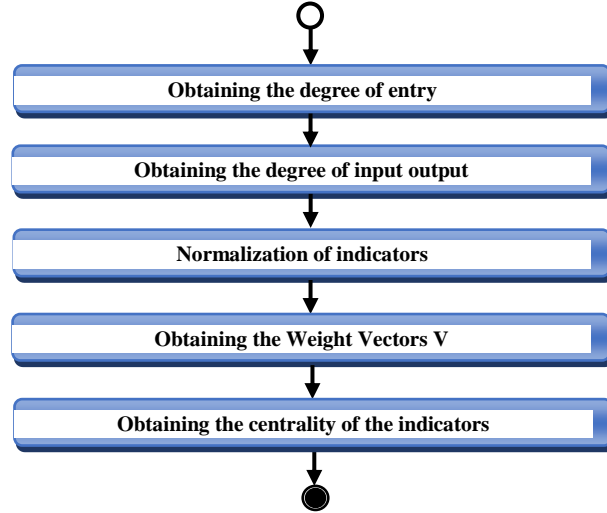 Obtaining the degree of entry
Obtaining the degree of input output
Normalization of indicators
Obtaining the Weight Vectors V
Obtaining the centrality of the indicators